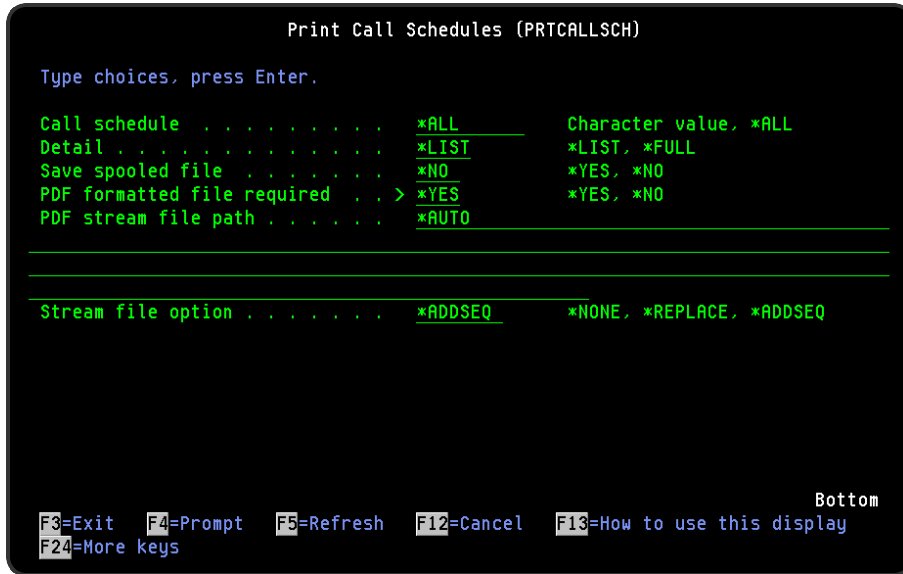 Print Call Schedules (PRTCALLSCH)
Type choices, press Enter.
Call schedule . . . . . . . . . *ALL Character value, *ALL
Detail . . . . . . . . . . . . . *LIST *LIST, *FULL
Save spooled file . . . . . . . *NO *YES, *NO
PDF formatted file required . . > *YES *YES, *NO
PDF stream file path . . . . . . *AUTO
Stream file option . . . . . . . *ADDSEQ *NONE, *REPLACE, *ADDSEQ
Bottom
F3=Exit F4=Prompt F5=Refresh F12=Cancel F13=How to use this display
F24=More keys